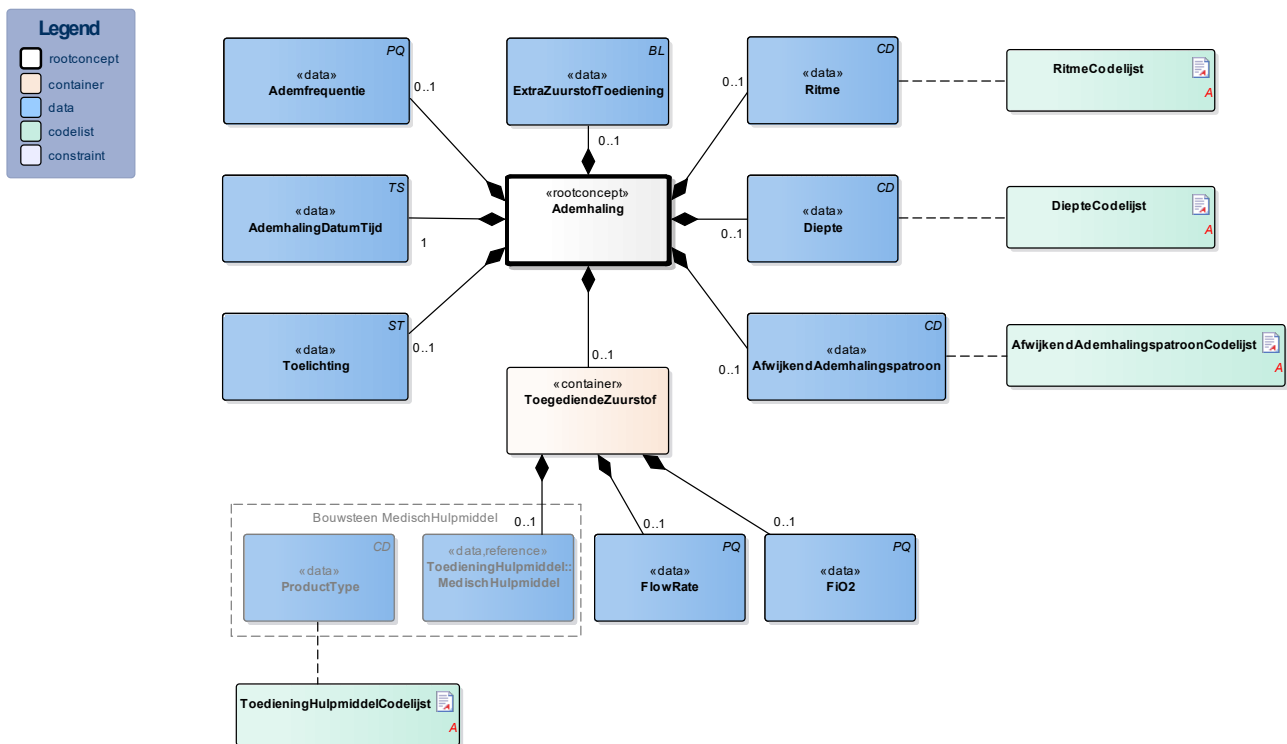 Legend
rootconcept
container
data
codelist
constraint
PQ
«data»
Ademfrequentie
0..1
BL
«data»
ExtraZuurstofToediening
0..1
CD
«data»
Ritme
0..1
RitmeCodelijst
A
TS
«data»
AdemhalingDatumTijd
1
«rootconcept»
Ademhaling
CD
«data»
Diepte
0..1
DiepteCodelijst
A
ST
«data»
Toelichting
0..1
0..1
CD
«data»
AfwijkendAdemhalingspatroon
0..1
AfwijkendAdemhalingspatroonCodelijst
A
«container»
ToegediendeZuurstof
Bouwsteen MedischHulpmiddel
0..1
0..1
0..1
CD
«data»
ProductType
«data,reference»
ToedieningHulpmiddel::
MedischHulpmiddel
PQ
«data»
FlowRate
PQ
«data»
FiO2
ToedieningHulpmiddelCodelijst
A